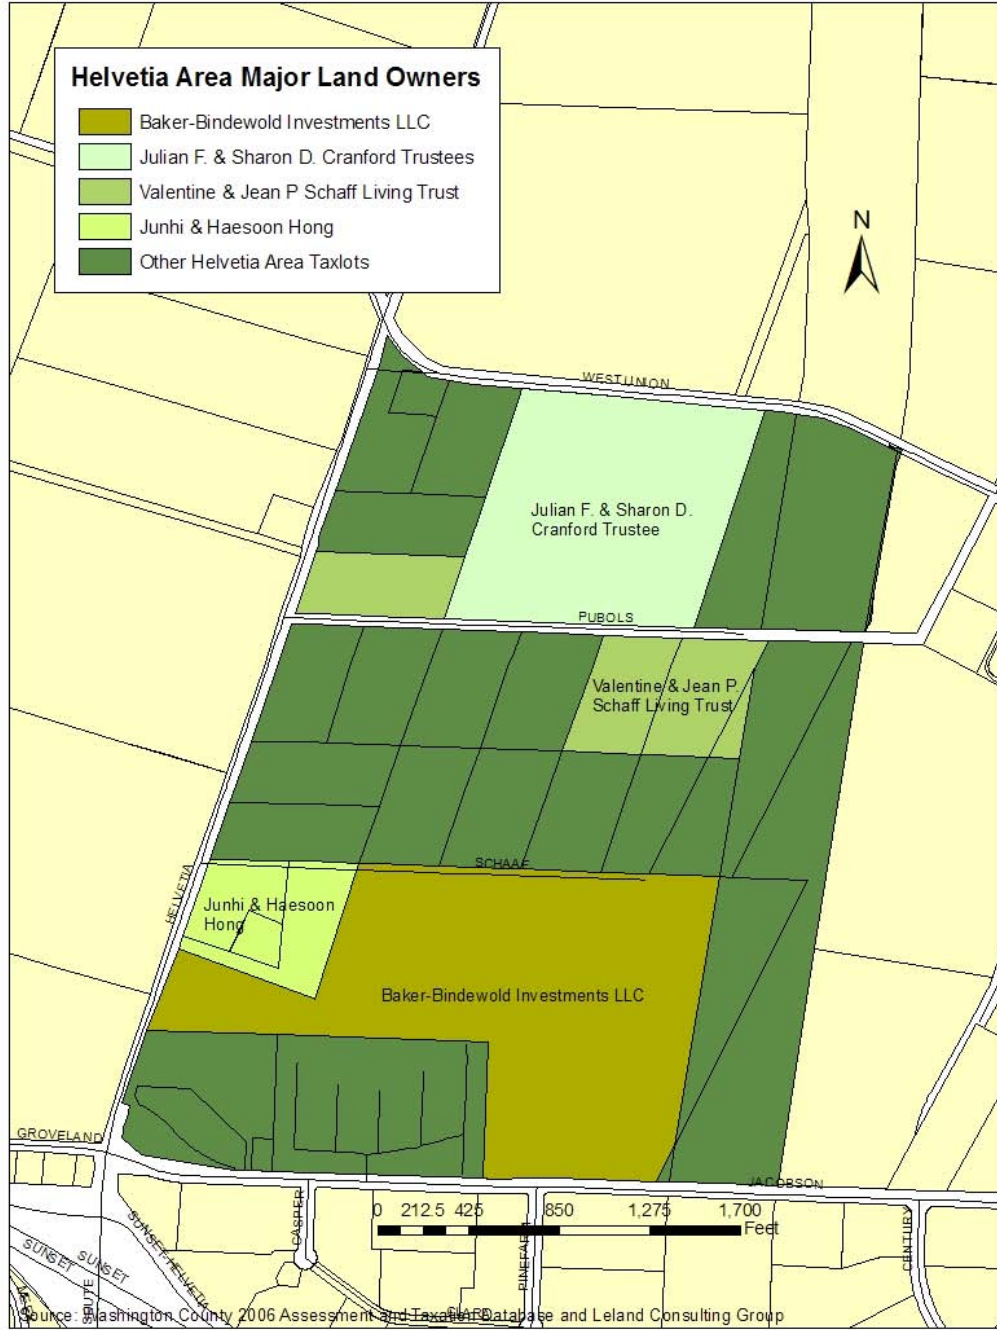 Helvetia Area Major Land Owners
Baker-Bindewold Investments LLC
Julian F. & Sharon D. Cranford Trustees
Valentine & Jean P Schaff Living Trust
Junhi & Haesoon Hong
Other Helvetia Area Taxlots
N
WEST UNION
Julian F. & Sharon D.
Cranford Trustee
PUBOLS
Valentine & Jean P.
Schaff Living Trust
SCHAAF
HELVETIA
Junhi & Haesoon
Hong
Baker-Bindewold Investments LLC
GROVELAND
JACOBSON
0 212.5 425 850 1,275 1,700
Feet
CASPER
PINEFARM
CENTURY
SUNSET-HELVETIA
SUNSET
SUNSET
SHUTE
CLARA
Source: Washington County 2006 Assessment and Taxation Database and Leland Consulting Group